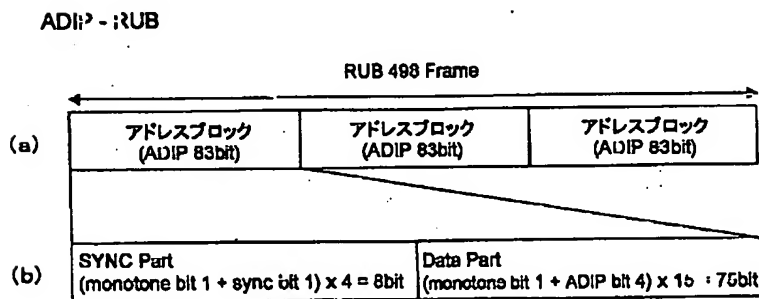 ADIP - RUB
RUB 498 Frame
(a)
アドレスブロック
(ADIP 83bit)
アドレスブロック
(ADIP 83bit)
アドレスブロック
(ADIP 83bit)
(b)
SYNC Part
(monotone bit 1 + sync bit 1) x 4 = 8bit
Data Part
(monotone bit 1 + ADIP bit 4) x 15 = 75bit